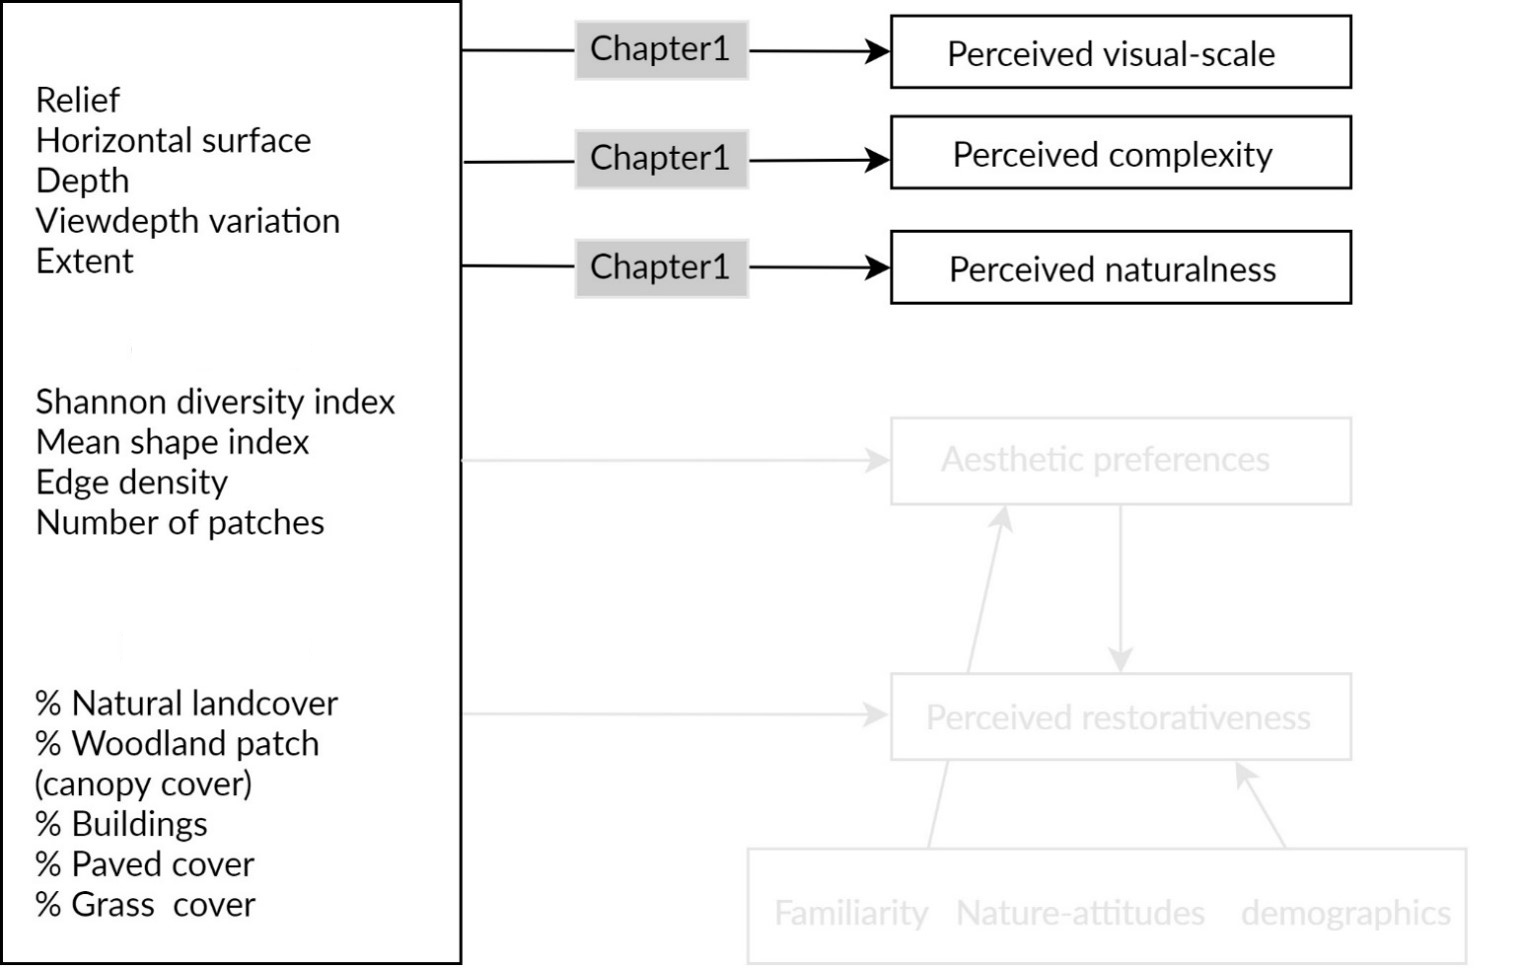 Relief
Horizontal surface
Depth
Viewdepth variation
Extent
Shannon diversity index
Mean shape index
Edge density
Number of patches
% Natural landcover
% Woodland patch
(canopy cover)
% Buildings
% Paved cover
% Grass cover
Chapter1
Perceived visual-scale
Chapter1
Perceived complexity
Chapter1
Perceived naturalness
Aesthetic preferences
Perceived restorativeness
Familiarity Nature-attitudes demographics